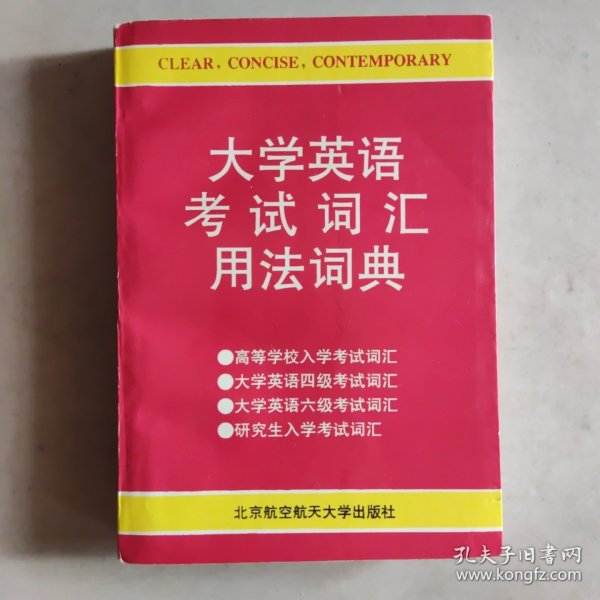 CLEAR, CONCISE, CONTEMPORARY
大学英语
考试词汇
用法词典
●高等学校入学考试词汇
●大学英语四级考试词汇
●大学英语六级考试词汇
●研究生入学考试词汇
北京航空航天大学出版社
孔夫子旧书网
www.kongfz.com